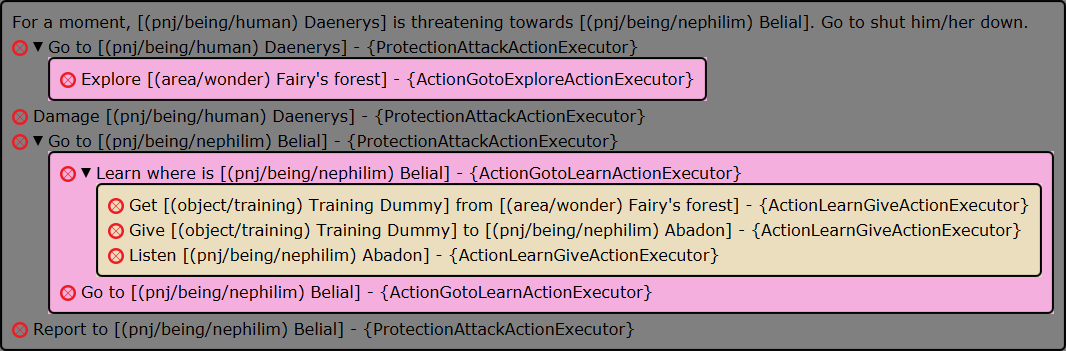 For a moment, [(pnj/being/human) Daenerys] is threatening towards [(pnj/being/nephilim) Belial]. Go to shut him/her down.
Go to [(pnj/being/human) Daenerys] - {ProtectionAttackActionExecutor}
Explore [(area/wonder) Fairy's forest] - {ActionGotoExploreActionExecutor}
Damage [(pnj/being/human) Daenerys] - {ProtectionAttackActionExecutor}
Go to [(pnj/being/nephilim) Belial] - {ProtectionAttackActionExecutor}
Learn where is [(pnj/being/nephilim) Belial] - {ActionGotoLearnActionExecutor}
Get [(object/training) Training Dummy] from [(area/wonder) Fairy's forest] - {ActionLearnGiveActionExecutor}
Give [(object/training) Training Dummy] to [(pnj/being/nephilim) Abadon] - {ActionLearnGiveActionExecutor}
Listen [(pnj/being/nephilim) Abadon] - {ActionLearnGiveActionExecutor}
Go to [(pnj/being/nephilim) Belial] - {ActionGotoLearnActionExecutor}
Report to [(pnj/being/nephilim) Belial] - {ProtectionAttackActionExecutor}